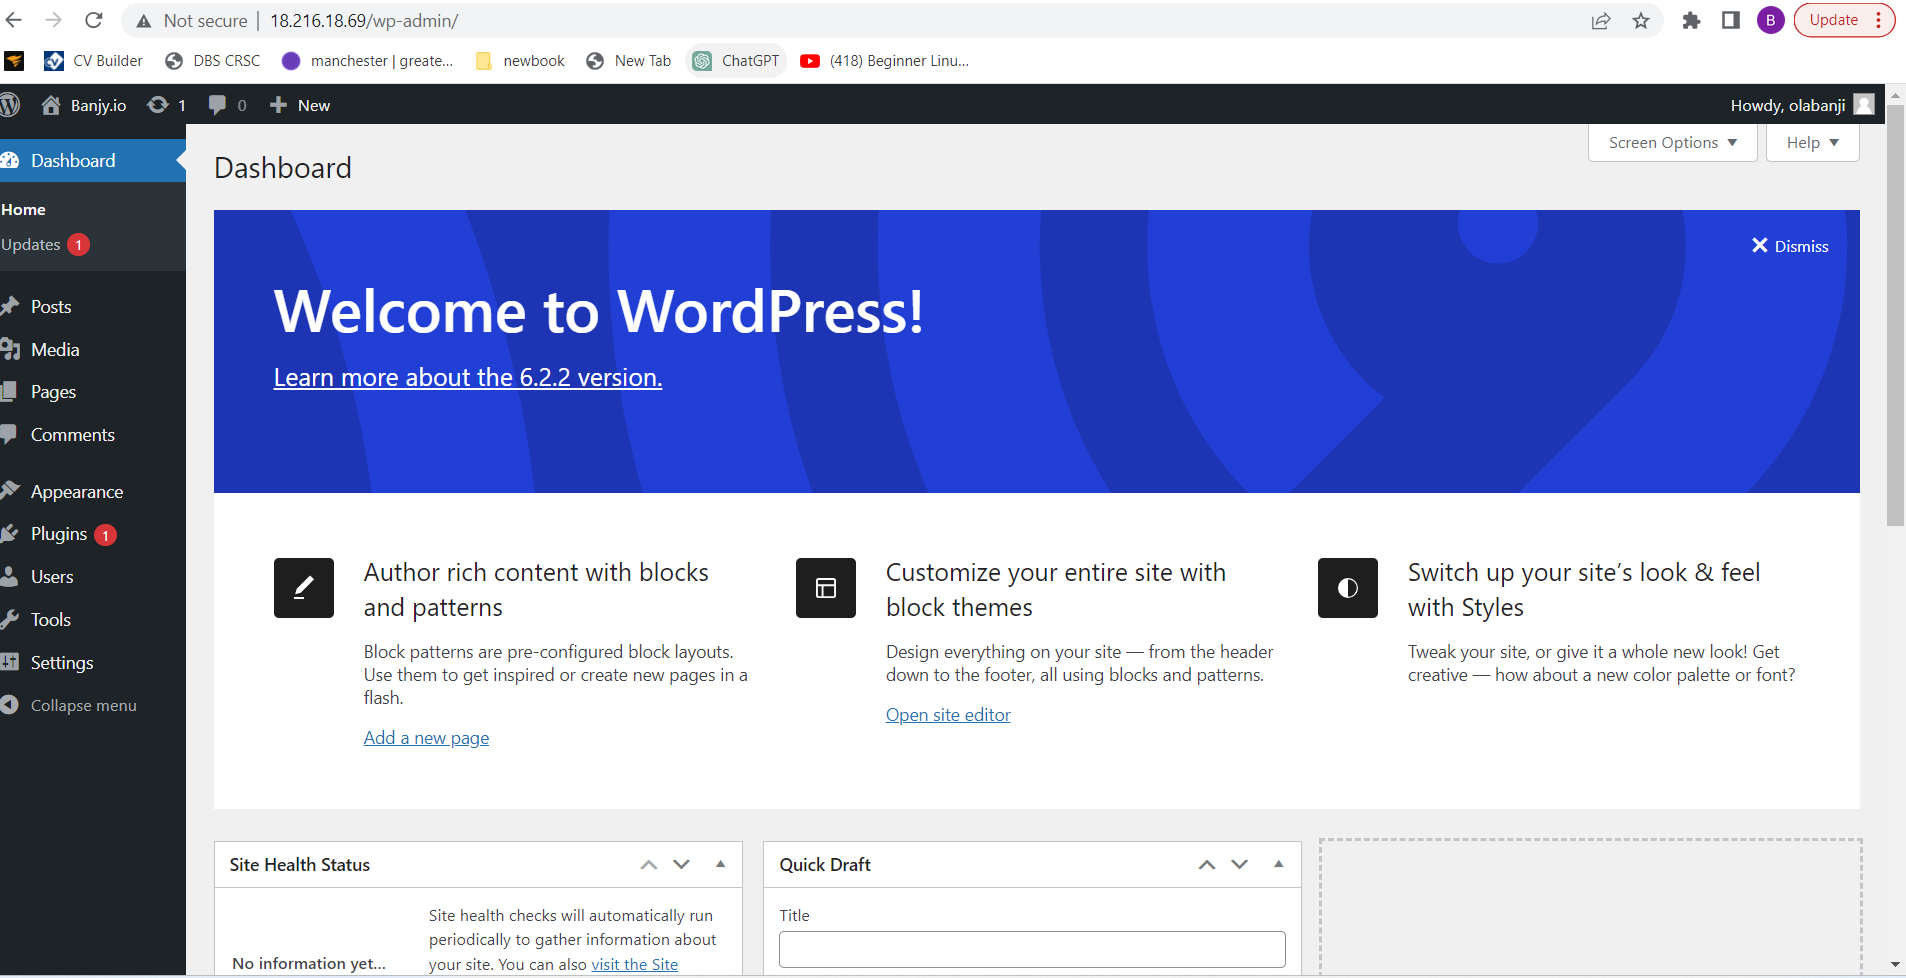 Not secure | 18.216.18.69/wp-admin/
B
Update
CV Builder
DBS CRSC
manchester | greate...
newbook
New Tab
ChatGPT
(418) Beginner Linu...
Banjy.io
1
0
New
Howdy, olabanji
Dashboard
Home
Updates 1
Posts
Media
Pages
Comments
Appearance
Plugins 1
Users
Tools
Settings
Collapse menu
Screen Options
Help
Dashboard
Dismiss
Welcome to WordPress!
Learn more about the 6.2.2 version.
Author rich content with blocks
and patterns
Block patterns are pre-configured block layouts.
Use them to get inspired or create new pages in a
flash.
Add a new page
Customize your entire site with
block themes
Design everything on your site — from the header
down to the footer, all using blocks and patterns.
Open site editor
Switch up your site’s look & feel
with Styles
Tweak your site, or give it a whole new look! Get
creative — how about a new color palette or font?
Site Health Status
No information yet...
Site health checks will automatically run
periodically to gather information about
your site. You can also visit the Site
Quick Draft
Title